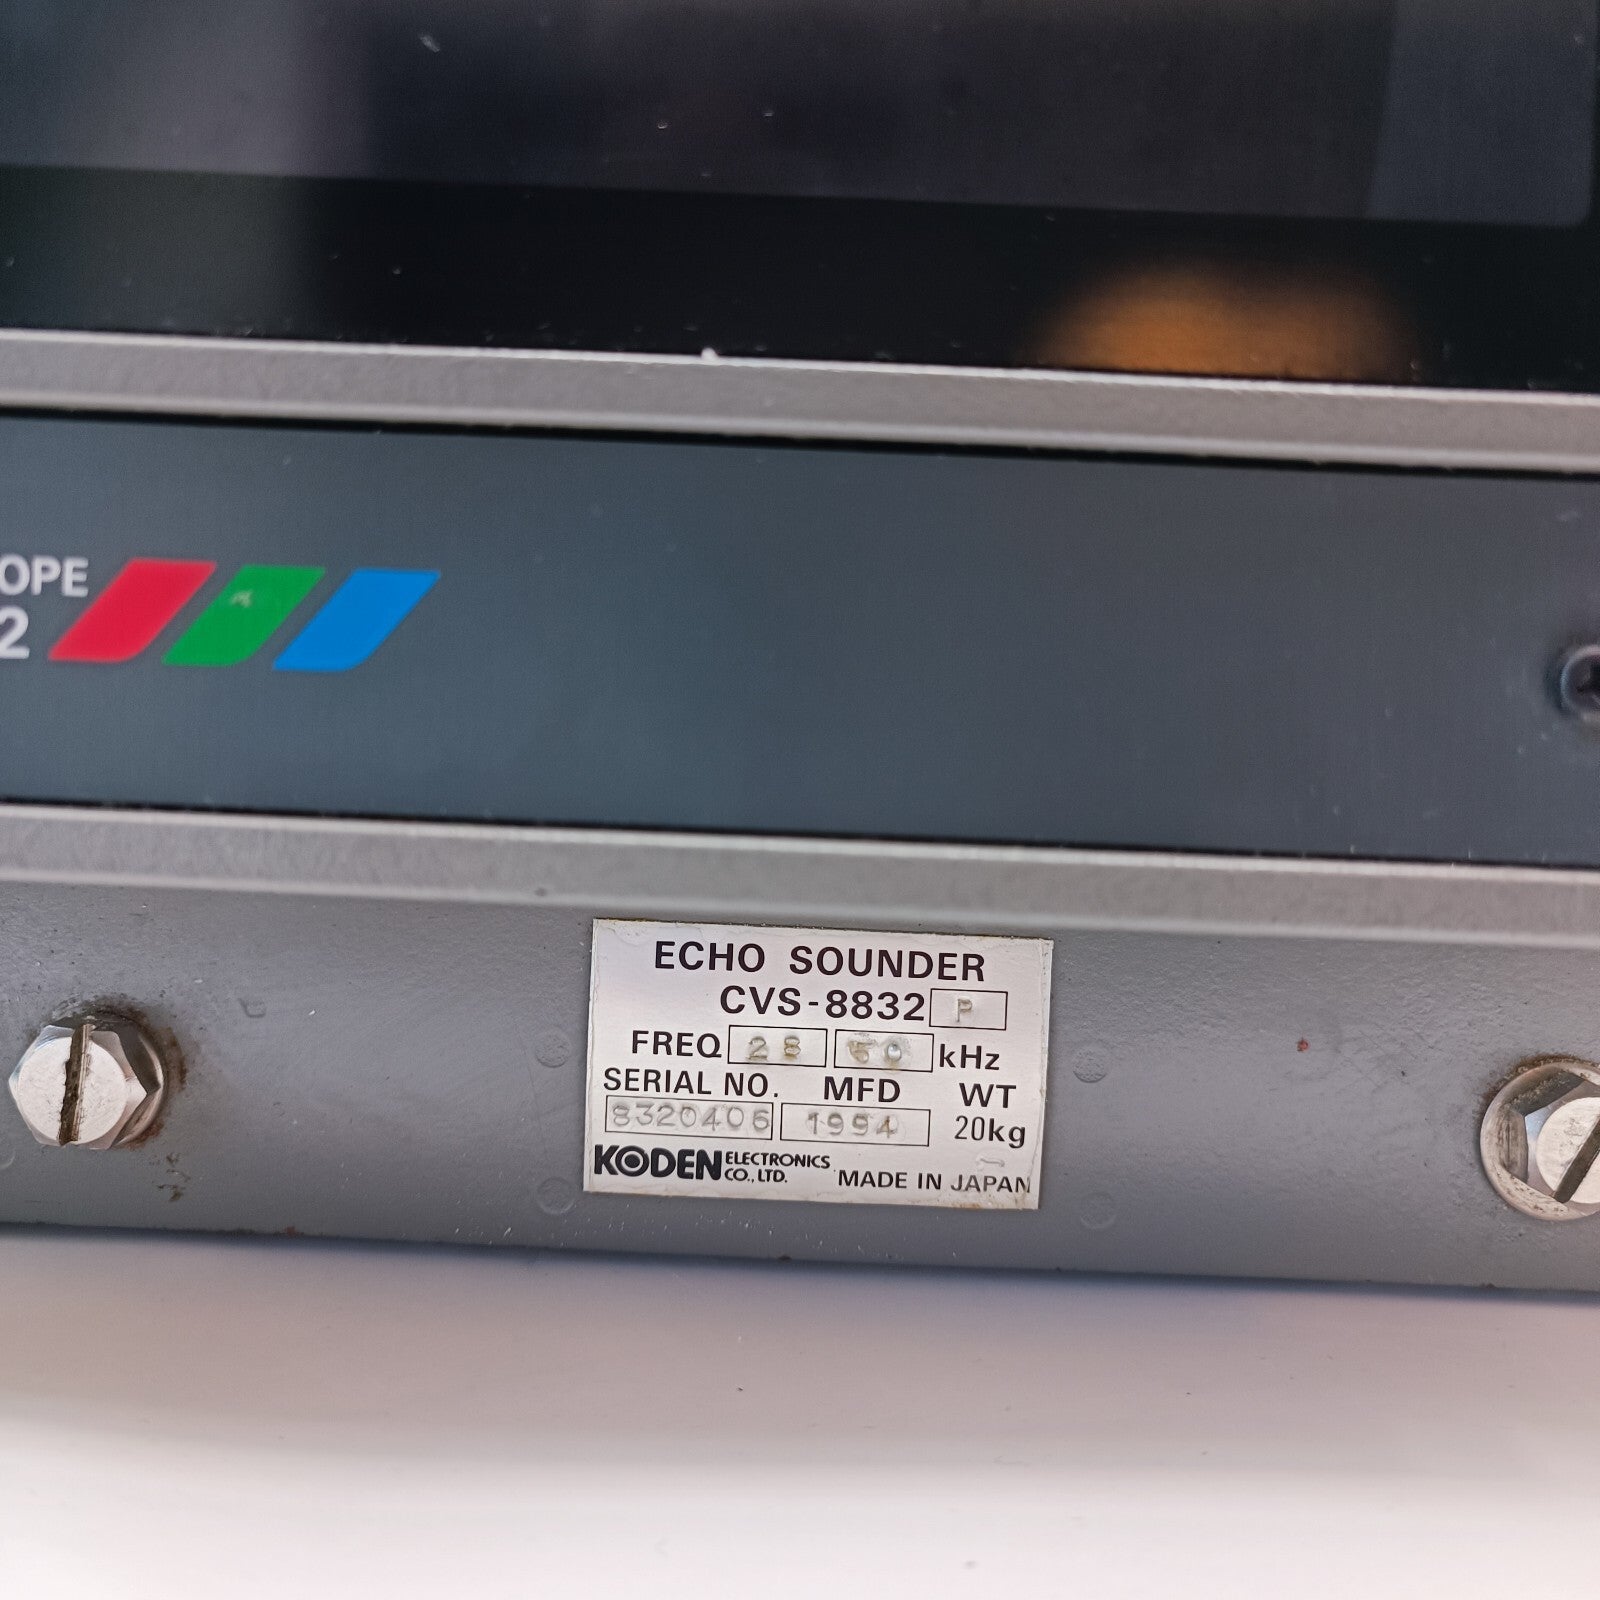 OPE
2
ECHO SOUNDER
CVS-8832 P
FREQ 28 60 kHz
SERIAL NO. MFD WT
8320406 1994 20kg
KODEN ELECTRONICS CO., LTD. MADE IN JAPAN